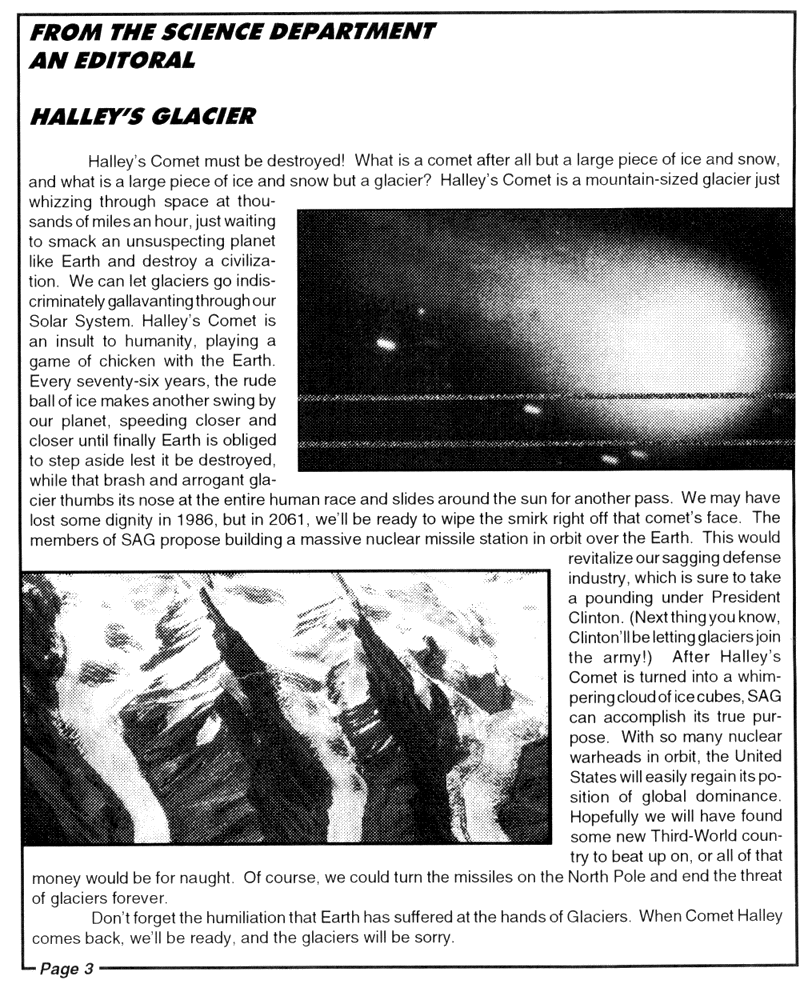 FROM THE SCIENCE DEPARTMENT
AN EDITORAL
HALLEY'S GLACIER
Halley's Comet must be destroyed! What is a comet after all but a large piece of ice and snow,
and what is a large piece of ice and snow but a glacier? Halley's Comet is a mountain-sized glacier just
whizzing through space at thou-
sands of miles an hour, just waiting
to smack an unsuspecting planet
like Earth and destroy a civiliza-
tion. We can let glaciers go indis-
criminately gallavanting through our
Solar System. Halley's Comet is
an insult to humanity, playing a
game of chicken with the Earth.
Every seventy-six years, the rude
ball of ice makes another swing by
our planet, speeding closer and
closer until finally Earth is obliged
to step aside lest it be destroyed,
while that brash and arrogant gla-
cier thumbs its nose at the entire human race and slides around the sun for another pass. We may have
lost some dignity in 1986, but in 2061, we'll be ready to wipe the smirk right off that comet's face. The
members of SAG propose building a massive nuclear missile station in orbit over the Earth. This would
revitalize our sagging defense
industry, which is sure to take
a pounding under President
Clinton. (Next thing you know,
Clinton'll be letting glaciers join
the army!) After Halley's
Comet is turned into a whim-
pering cloud of ice cubes, SAG
can accomplish its true pur-
pose. With so many nuclear
warheads in orbit, the United
States will easily regain its po-
sition of global dominance.
Hopefully we will have found
some new Third-World coun-
try to beat up on, or all of that
money would be for naught. Of course, we could turn the missiles on the North Pole and end the threat
of glaciers forever.
Don't forget the humiliation that Earth has suffered at the hands of Glaciers. When Comet Halley
comes back, we'll be ready, and the glaciers will be sorry.
Page 3